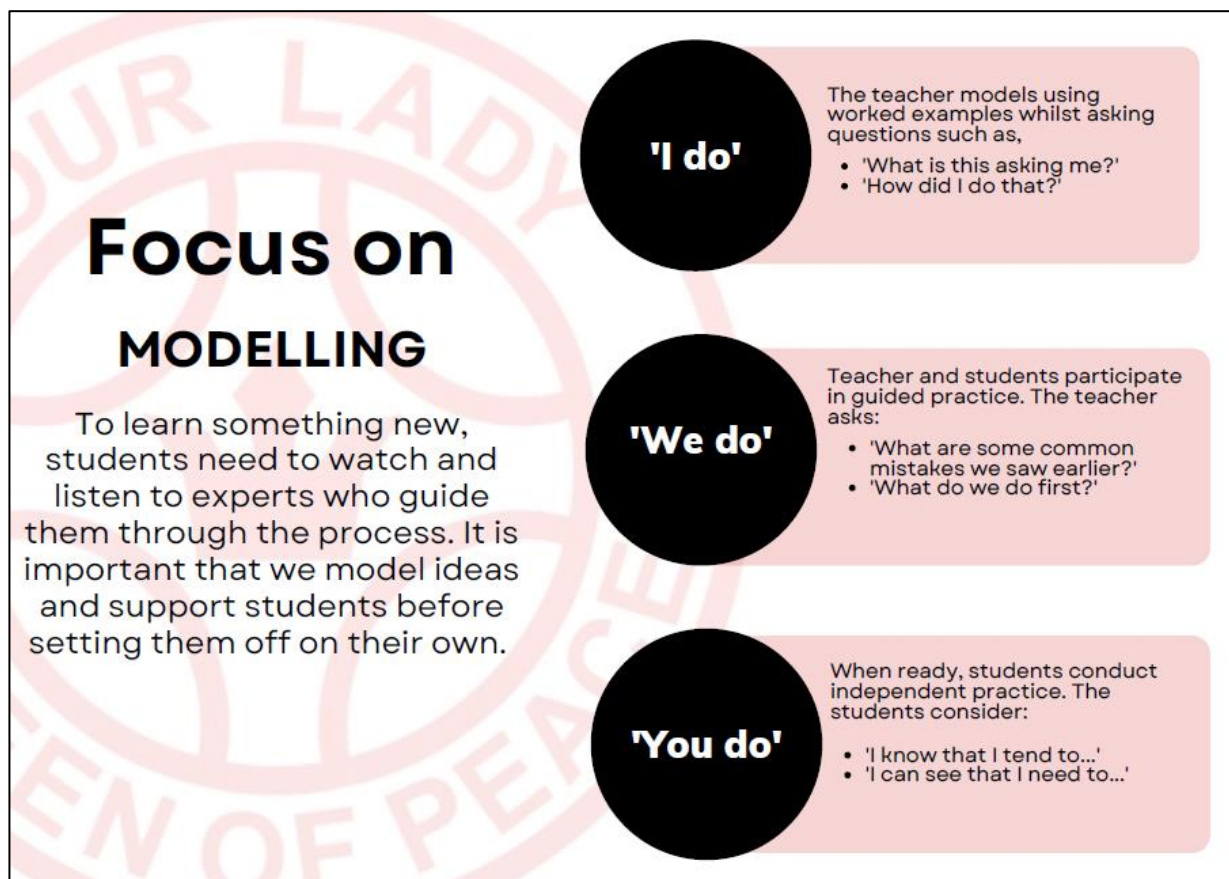 OUR LADY
EEN OF PEACE
Focus on
MODELLING
To learn something new,
students need to watch and
listen to experts who guide
them through the process. It is
important that we model ideas
and support students before
setting them off on their own.
'I do'
The teacher models using
worked examples whilst asking
questions such as,
• 'What is this asking me?'
• 'How did I do that?'
'We do'
Teacher and students participate
in guided practice. The teacher
asks:
• 'What are some common
mistakes we saw earlier?'
• 'What do we do first?'
'You do'
When ready, students conduct
independent practice. The
students consider:
• 'I know that I tend to...'
• 'I can see that I need to...'